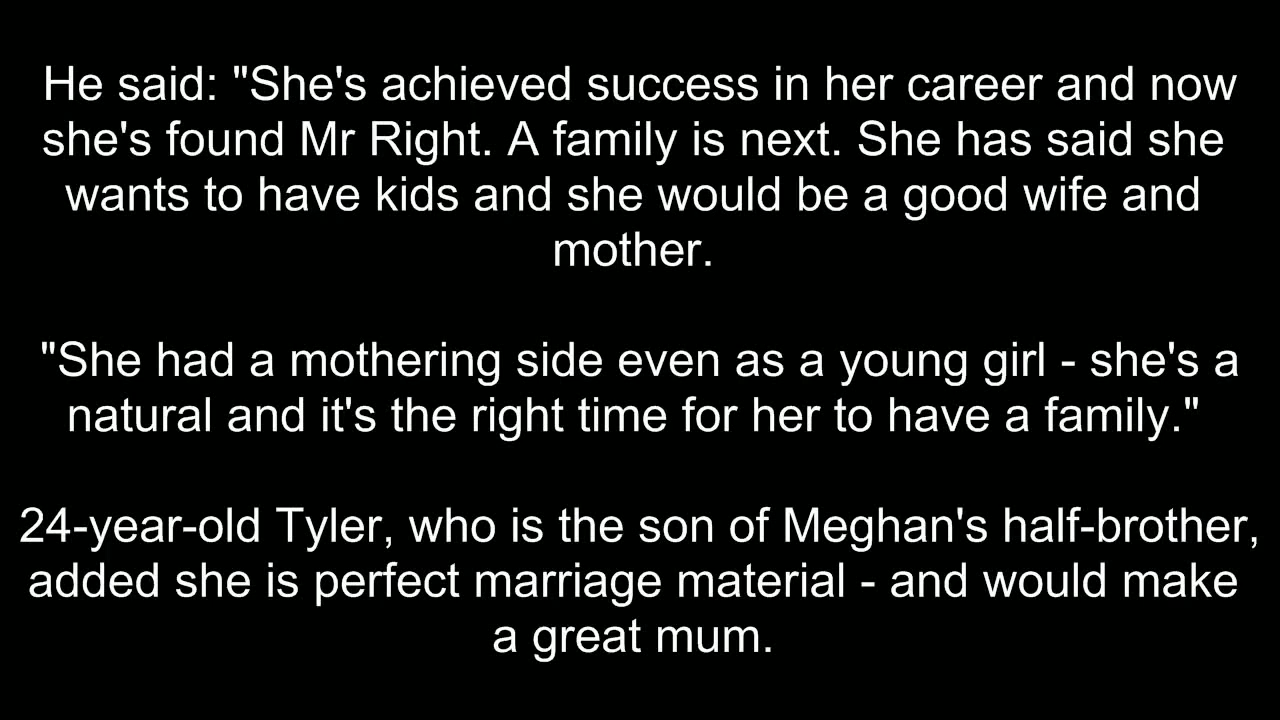 He said: "She's achieved success in her career and now
she's found Mr Right. A family is next. She has said she
wants to have kids and she would be a good wife and
mother.
"She had a mothering side even as a young girl - she's a
natural and it's the right time for her to have a family."
24-year-old Tyler, who is the son of Meghan's half-brother,
added she is perfect marriage material - and would make
a great mum.